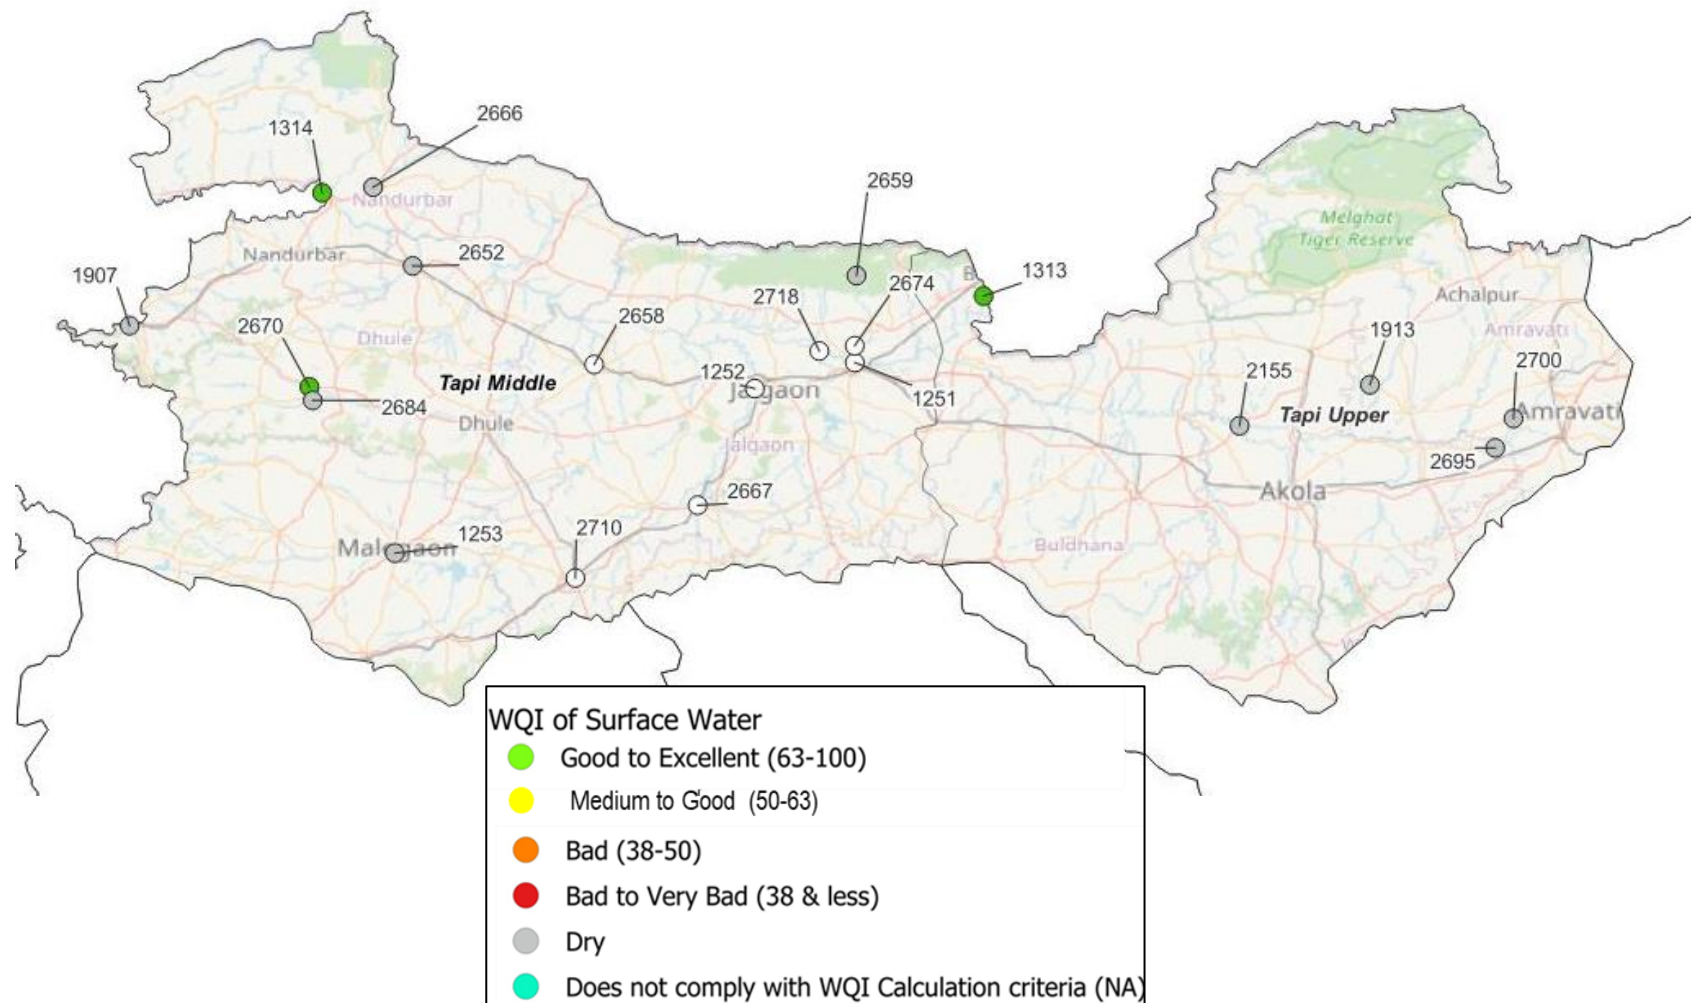 2666
1314
2659
Nandurbar
Melghat
Tiger Reserve
2652
Nandurbar
1907
B
1313
2674
2718
Achalpur
2658
2670
Dhule
1913
Amravati
2700
Tapi Middle
1252
Jalgaon
2155
2684
1251
Tapi Upper
Amravati
Dhule
Jalgaon
2695
2667
Akola
1253
2710
Malegaon
Buldhana
WQI of Surface Water
Good to Excellent (63-100)
Medium to Good (50-63)
Bad (38-50)
Bad to Very Bad (38 & less)
Dry
Does not comply with WQI Calculation criteria (NA)